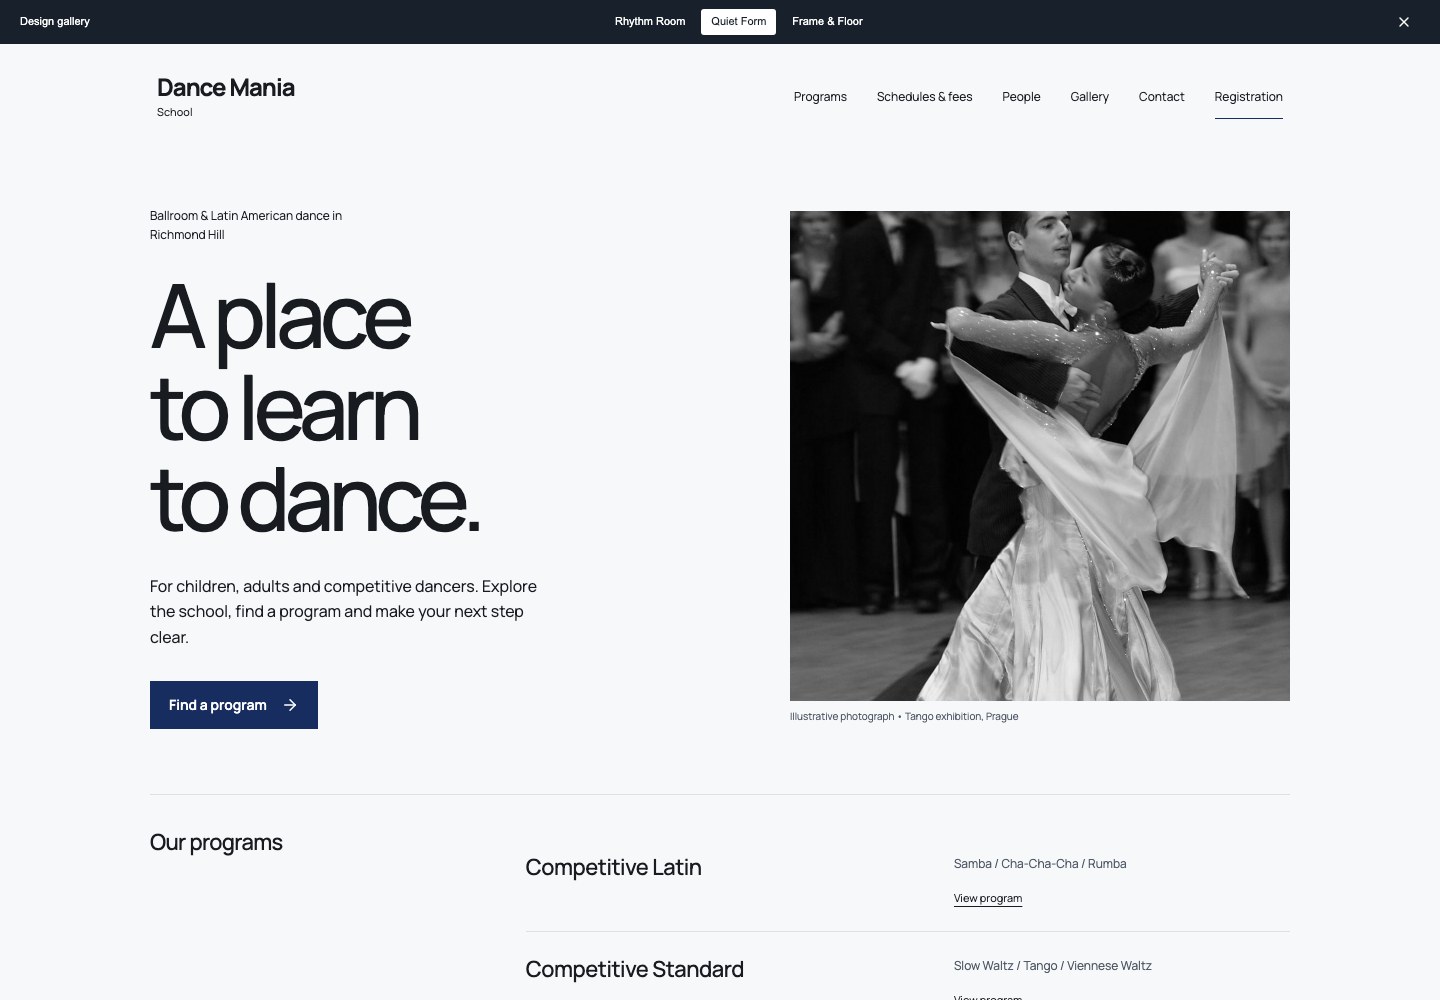 Design gallery
Rhythm Room
Quiet Form
Frame & Floor
Dance Mania
School
Programs
Schedules & fees
People
Gallery
Contact
Registration
Ballroom & Latin American dance in
Richmond Hill
A place
to learn
to dance.
For children, adults and competitive dancers. Explore
the school, find a program and make your next step
clear.
Find a program
Illustrative photograph • Tango exhibition, Prague
Our programs
Competitive Latin
Samba / Cha-Cha-Cha / Rumba
View program
Competitive Standard
Slow Waltz / Tango / Viennese Waltz
View program